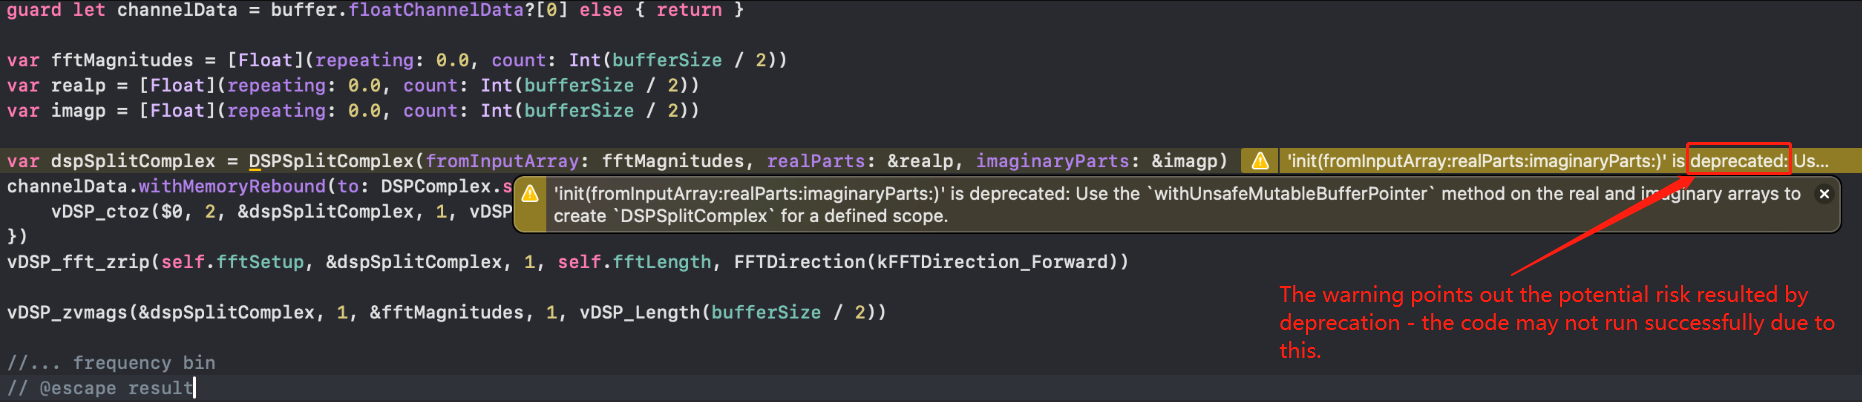 guard let channelData = buffer.floatChannelData?[0] else { return }
var fftMagnitudes = [Float](repeating: 0.0, count: Int(bufferSize / 2))
var realp = [Float](repeating: 0.0, count: Int(bufferSize / 2))
var imagp = [Float](repeating: 0.0, count: Int(bufferSize / 2))
var dspSplitComplex = DSPSplitComplex(fromInputArray: fftMagnitudes, realParts: &realp, imaginaryParts: &imagp) 'init(fromInputArray:realParts:imaginaryParts:)' is deprecated: Us...
channelData.withMemoryRebound(to: DSPComplex.s
'init(fromInputArray:realParts:imaginaryParts:)' is deprecated: Use the `withUnsafeMutableBufferPointer` method on the real and imaginary arrays to
create `DSPSplitComplex` for a defined scope.
vDSP_ctoz($0, 2, &dspSplitComplex, 1, vDSP
})
vDSP_fft_zrip(self.fftSetup, &dspSplitComplex, 1, self.fftLength, FFTDirection(kFFTDirection_Forward))
vDSP_zvmags(&dspSplitComplex, 1, &fftMagnitudes, 1, vDSP_Length(bufferSize / 2))
//... frequency bin
// @escape result
The warning points out the potential risk resulted by
deprecation - the code may not run successfully due to
this.